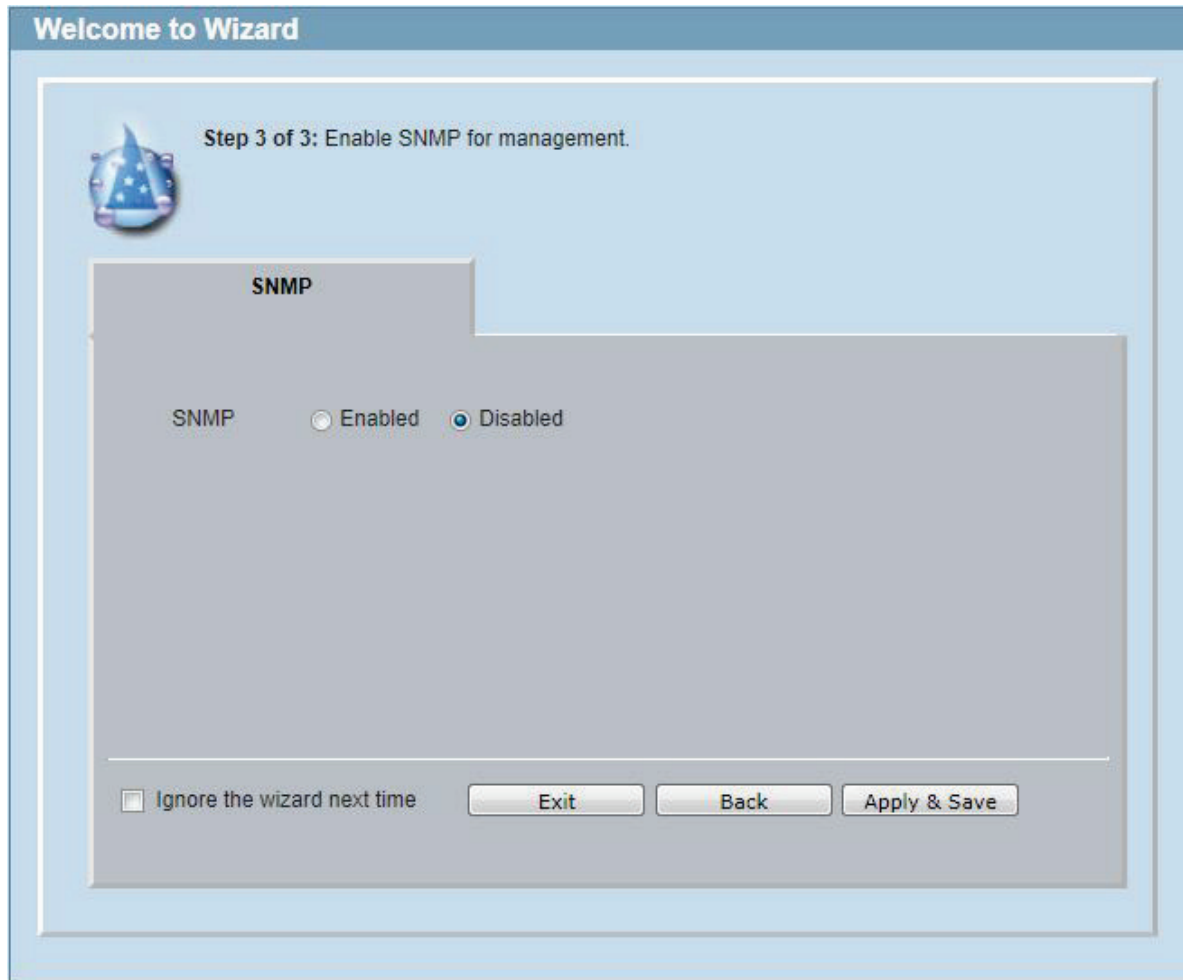 Welcome to Wizard
Step 3 of 3: Enable SNMP for management.
SNMP
SNMP Enabled Disabled
Ignore the wizard next time Exit Back Apply & Save